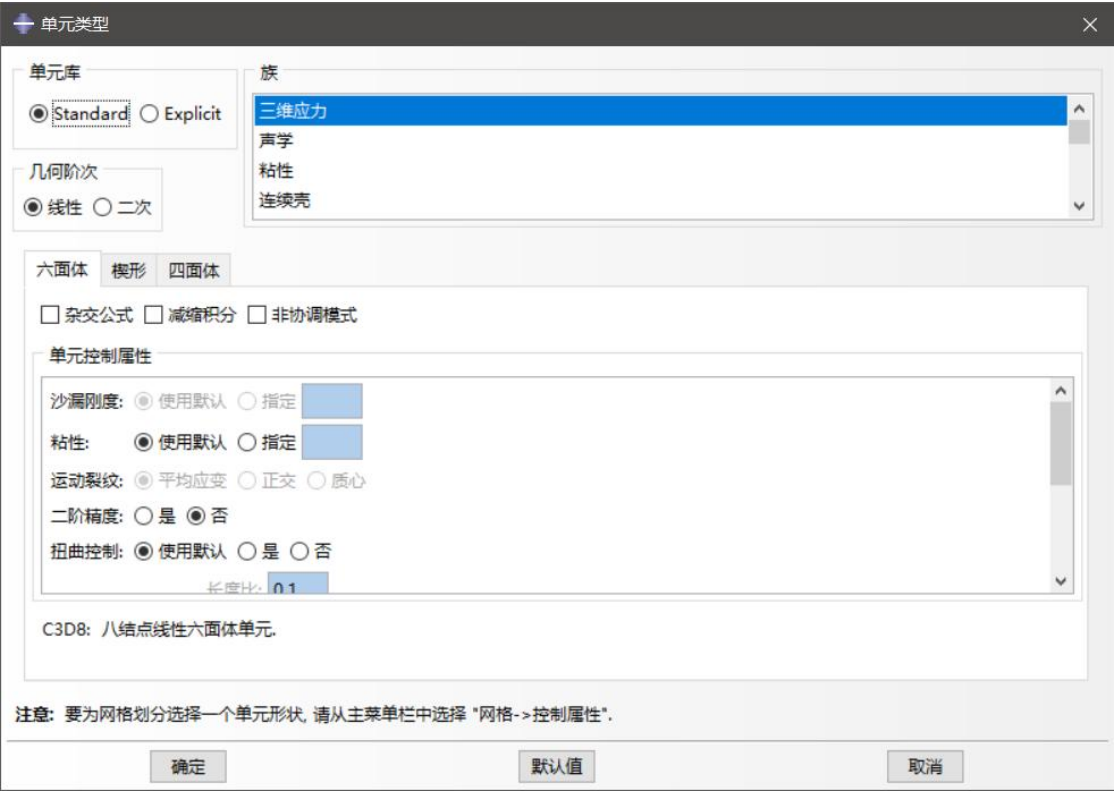 单元类型
单元库
族
Standard Explicit
三维应力
声学
粘性
连续壳
几何阶次
线性 二次
六面体 楔形 四面体
杂交公式 减缩积分 非协调模式
单元控制属性
沙漏刚度: 使用默认 指定
粘性: 使用默认 指定
运动裂纹: 平均应变 正交 质心
二阶精度: 是 否
扭曲控制: 使用默认 是 否
长度比: 0.1
C3D8: 八结点线性六面体单元.
注意: 要为网格划分选择一个单元形状, 请从主菜单栏中选择 "网格->控制属性".
确定 默认值 取消